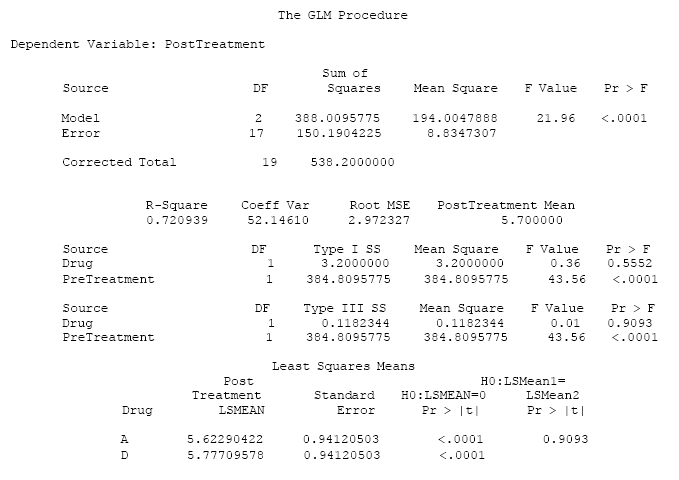 The GLM Procedure
Dependent Variable: PostTreatment
Sum of
Source DF Squares Mean Square F Value Pr > F
Model 2 388.0095775 194.0047888 21.96 <.0001
Error 17 150.1904225 8.8347307
Corrected Total 19 538.2000000
R-Square Coeff Var Root MSE PostTreatment Mean
0.720939 52.14610 2.972327 5.700000
Source DF Type I SS Mean Square F Value Pr > F
Drug 1 3.2000000 3.2000000 0.36 0.5552
PreTreatment 1 384.8095775 384.8095775 43.56 <.0001
Source DF Type III SS Mean Square F Value Pr > F
Drug 1 0.1182344 0.1182344 0.01 0.9093
PreTreatment 1 384.8095775 384.8095775 43.56 <.0001
Least Squares Means
Post H0:LSMean1=
Treatment Standard H0:LSMEAN=0 LSMean2
Drug LSMEAN Error Pr > |t| Pr > |t|
A 5.62290422 0.94120503 <.0001 0.9093
D 5.77709578 0.94120503 <.0001